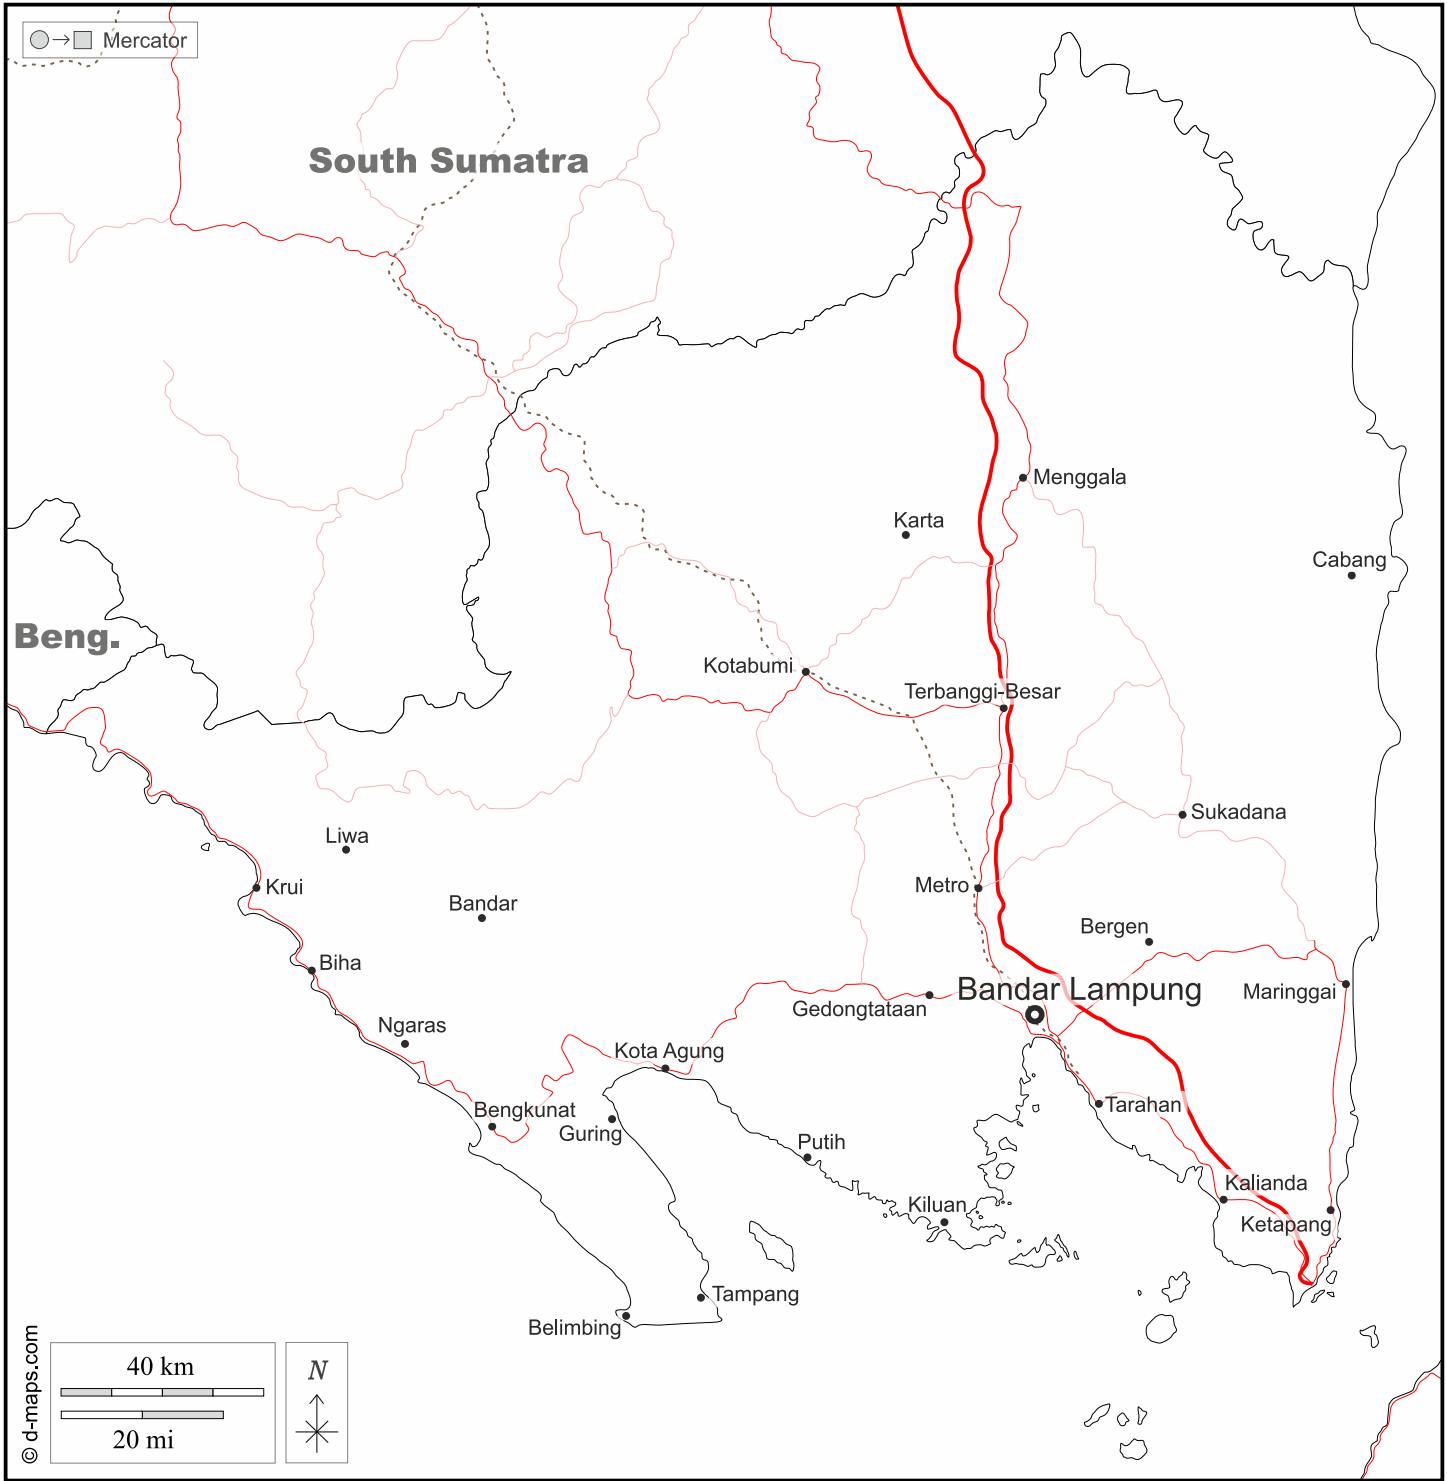 Mercator
South Sumatra
Menggala
Karta
Cabang
Beng.
Kotabumi
Terbanggi-Besar
Sukadana
Liwa
Krui
Metro
Bandar
Bergen
Biha
Bandar Lampung
Maringgai
Gedongtataan
Ngaras
Kota Agung
Bengkunat
Guring
Tarahan
Putih
Kalianda
Kiluan
Ketapang
Tampang
Belimbing
© d-maps.com
40 km
20 mi
N